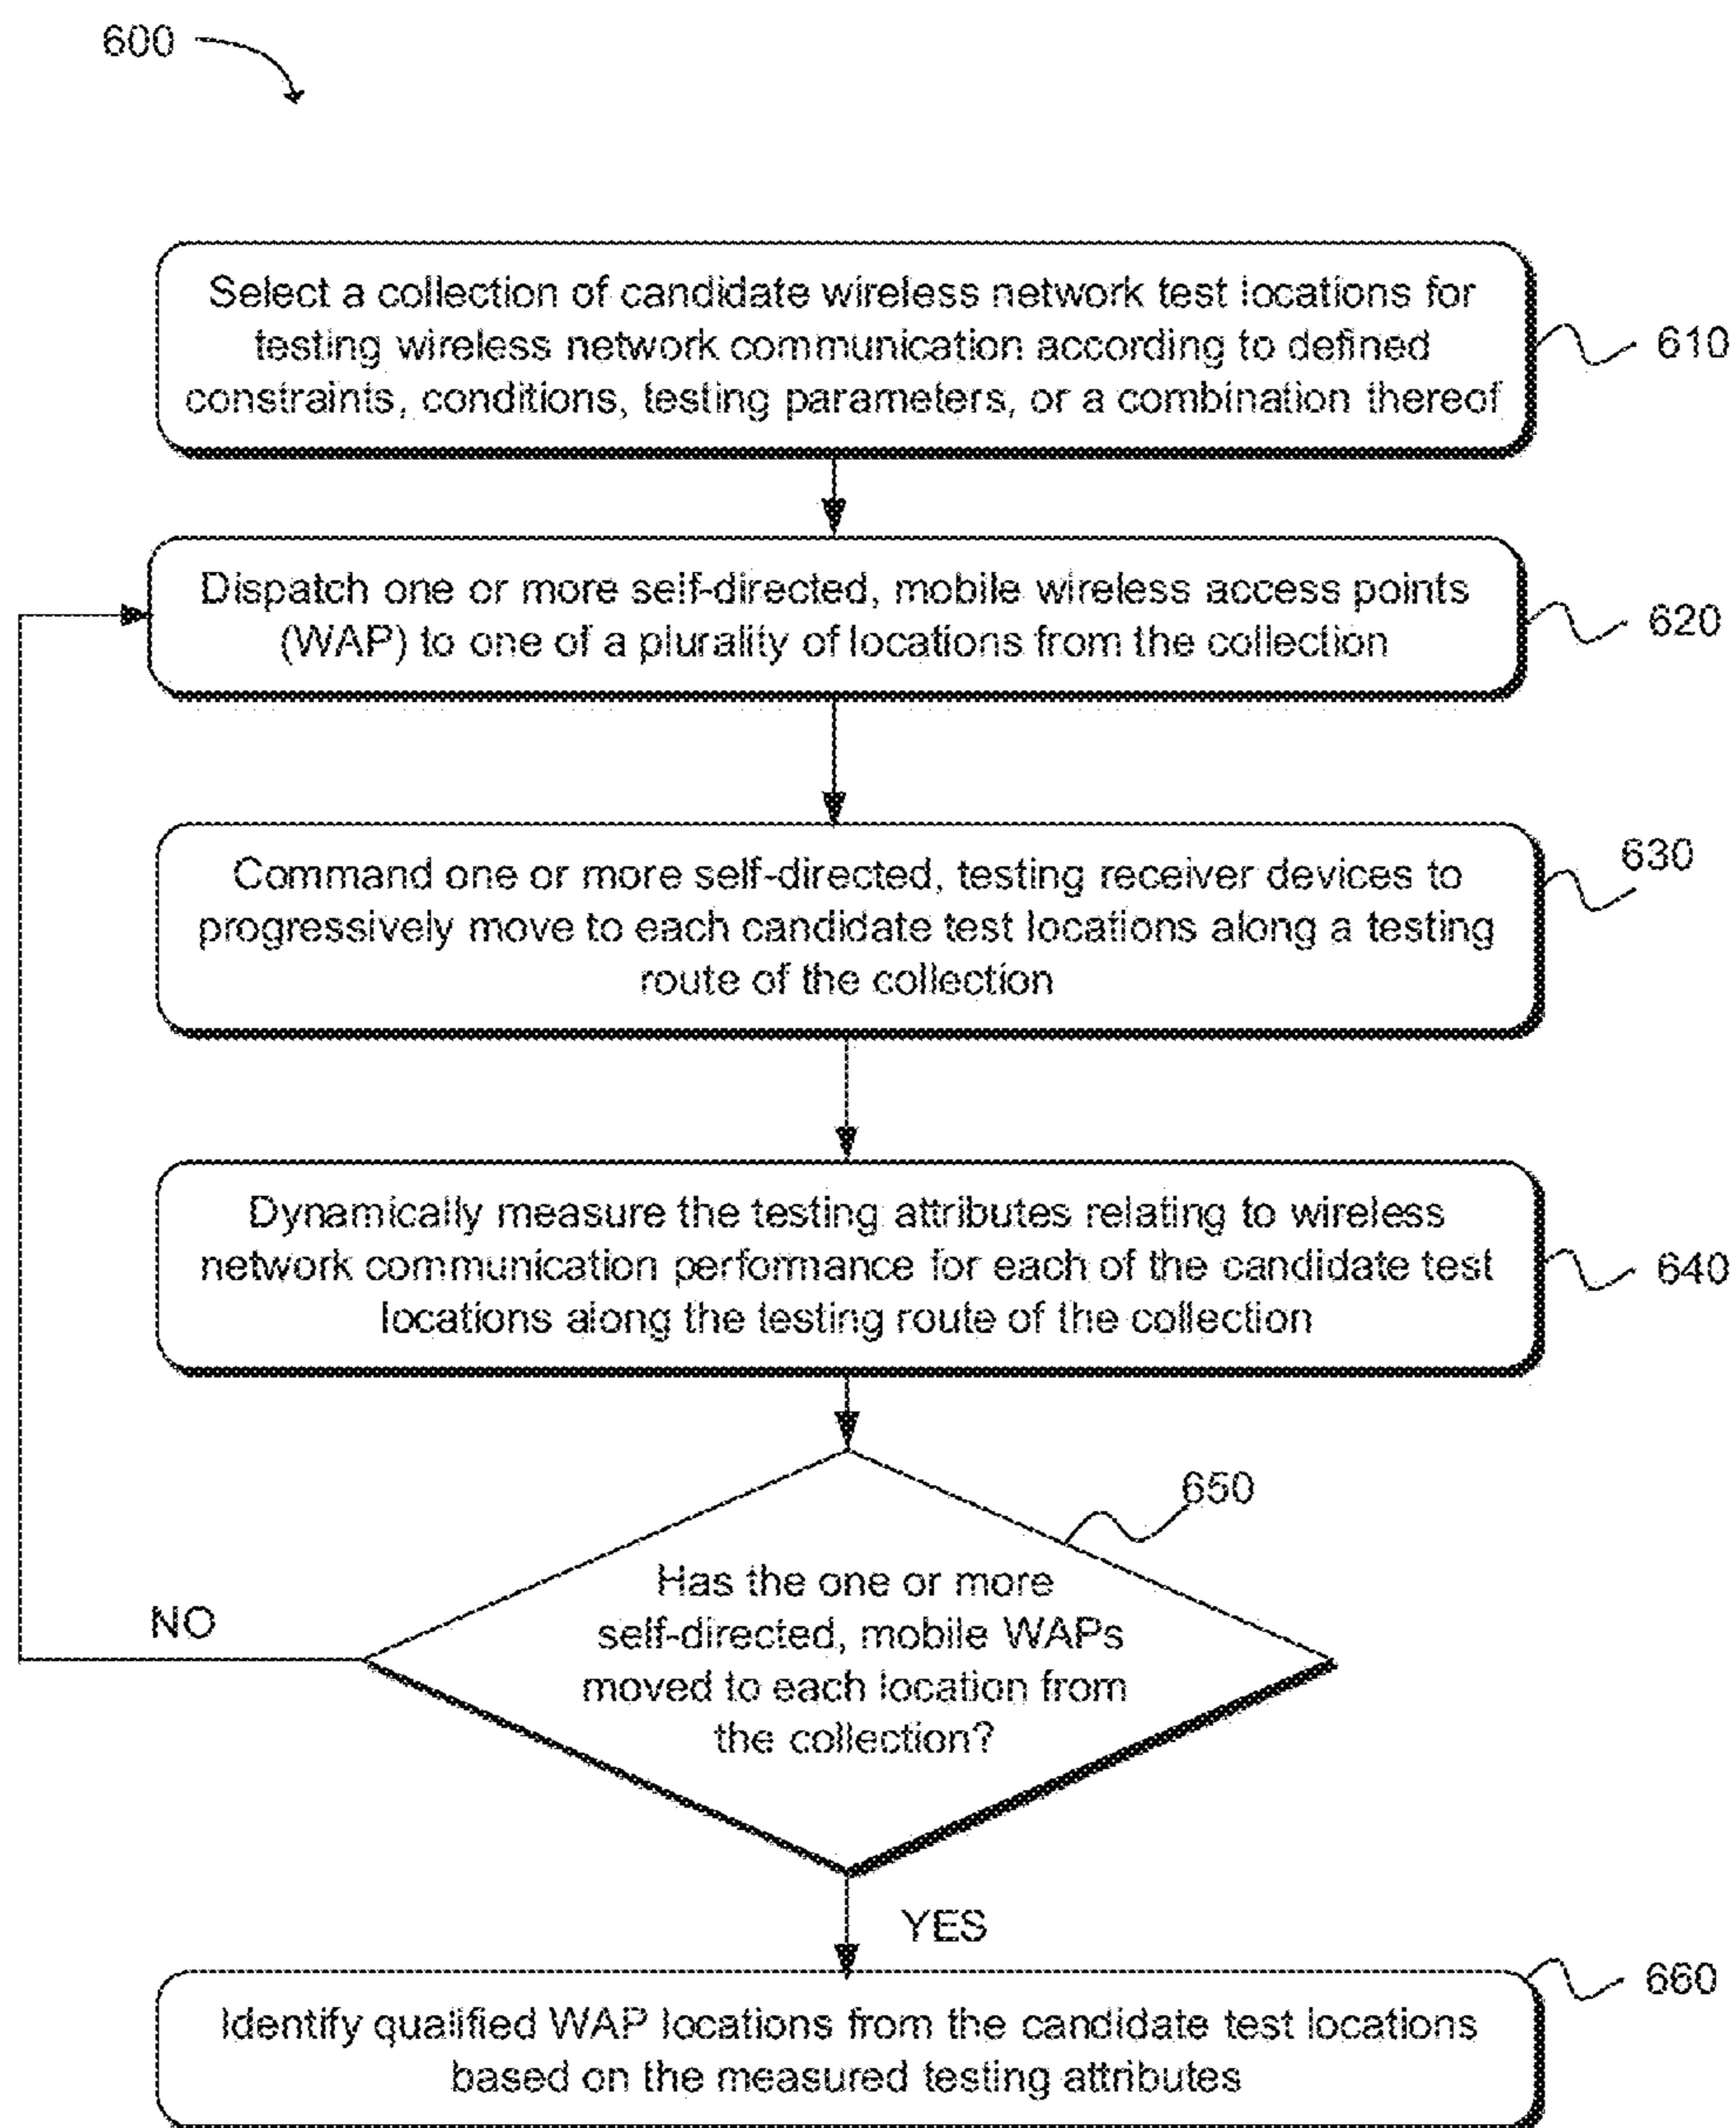 600
Select a collection of candidate wireless network test locations for
testing wireless network communication according to defined
constraints, conditions, testing parameters, or a combination thereof
610
Dispatch one or more self-directed, mobile wireless access points
(WAP) to one of a plurality of locations from the collection
620
Command one or more self-directed, testing receiver devices to
progressively move to each candidate test locations along a testing
route of the collection
630
Dynamically measure the testing attributes relating to wireless
network communication performance for each of the candidate test
locations along the testing route of the collection
640
650
Has the one or more
self-directed, mobile WAPs
moved to each location from
the collection?
NO
YES
660
Identify qualified WAP locations from the candidate test locations
based on the measured testing attributes